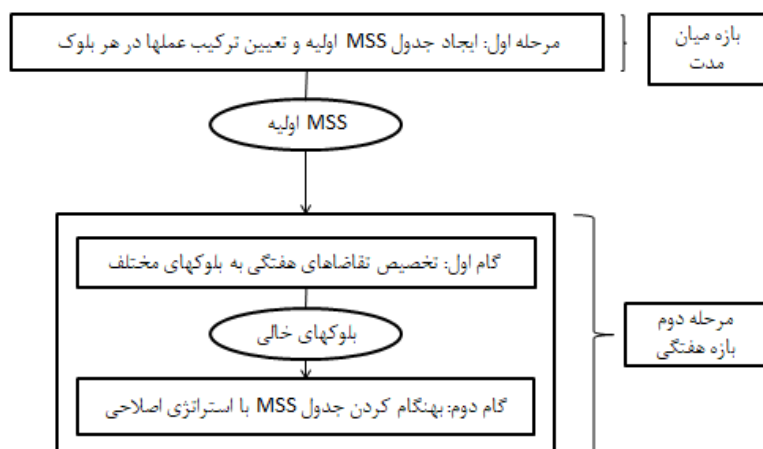 مرحله اول: ایجاد جدول MSS اولیه و تعیین ترکیب عملها در هر بلوک
بازه میان
مدت
MSS اولیه
گام اول: تخصیص تقاضاهای هفتگی به بلوکهای مختلف
بلوکهای خالی
گام دوم: بهنگام کردن جدول MSS با استراتژی اصلاحی
مرحله دوم
بازه هفتگی